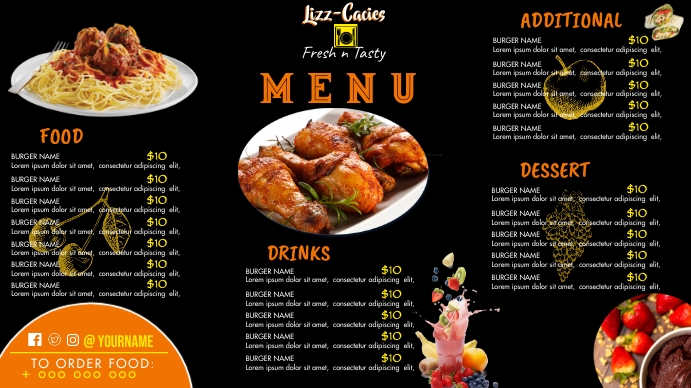 FOOD
BURGER NAME $10
Lorem ipsum dolor sit amet, consectetur adipiscing elit,
BURGER NAME $10
Lorem ipsum dolor sit amet, consectetur adipiscing elit,
BURGER NAME $10
Lorem ipsum dolor sit amet, consectetur adipiscing elit,
BURGER NAME $10
Lorem ipsum dolor sit amet, consectetur adipiscing elit,
BURGER NAME $10
Lorem ipsum dolor sit amet, consectetur adipiscing elit,
BURGER NAME $10
Lorem ipsum dolor sit amet, consectetur adipiscing elit,
BURGER NAME $10
Lorem ipsum dolor sit amet, consectetur adipiscing elit,
@ YOURNAME
TO ORDER FOOD:
+ 000 000 000
Lizz-Cacies
Fresh n Tasty
MENU
DRINKS
BURGER NAME $10
Lorem ipsum dolor sit amet, consectetur adipiscing elit,
BURGER NAME $10
Lorem ipsum dolor sit amet, consectetur adipiscing elit,
BURGER NAME $10
Lorem ipsum dolor sit amet, consectetur adipiscing elit,
BURGER NAME $10
Lorem ipsum dolor sit amet, consectetur adipiscing elit,
BURGER NAME $10
Lorem ipsum dolor sit amet, consectetur adipiscing elit,
ADDITIONAL
BURGER NAME $10
Lorem ipsum dolor sit amet, consectetur adipiscing elit,
BURGER NAME $10
Lorem ipsum dolor sit amet, consectetur adipiscing elit,
BURGER NAME $10
Lorem ipsum dolor sit amet, consectetur adipiscing elit,
BURGER NAME $10
Lorem ipsum dolor sit amet, consectetur adipiscing elit,
BURGER NAME $10
Lorem ipsum dolor sit amet, consectetur adipiscing elit,
DESSERT
BURGER NAME $10
Lorem ipsum dolor sit amet, consectetur adipiscing elit,
BURGER NAME $10
Lorem ipsum dolor sit amet, consectetur adipiscing elit,
BURGER NAME $10
Lorem ipsum dolor sit amet, consectetur adipiscing elit,
BURGER NAME $10
Lorem ipsum dolor sit amet, consectetur adipiscing elit,
BURGER NAME $10
Lorem ipsum dolor sit amet, consectetur adipiscing elit,